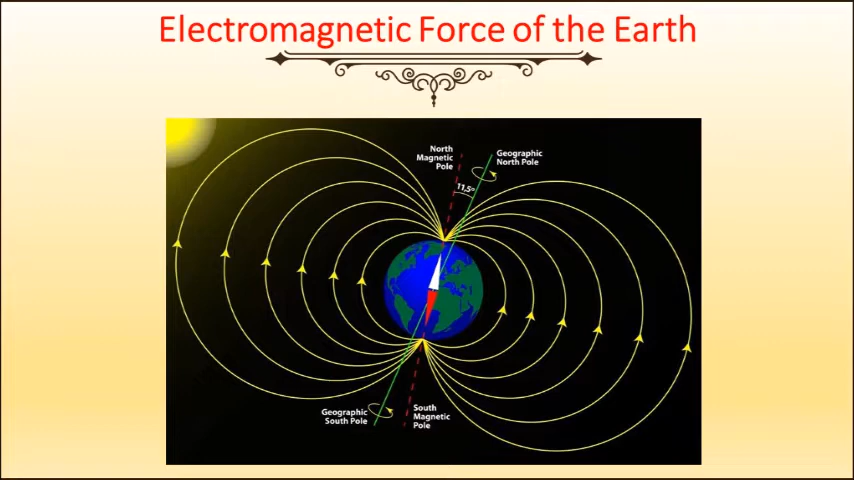 Electromagnetic Force of the Earth
North
Magnetic
Pole
Geographic
North Pole
11,5°
Geographic
South Pole
South
Magnetic
Pole